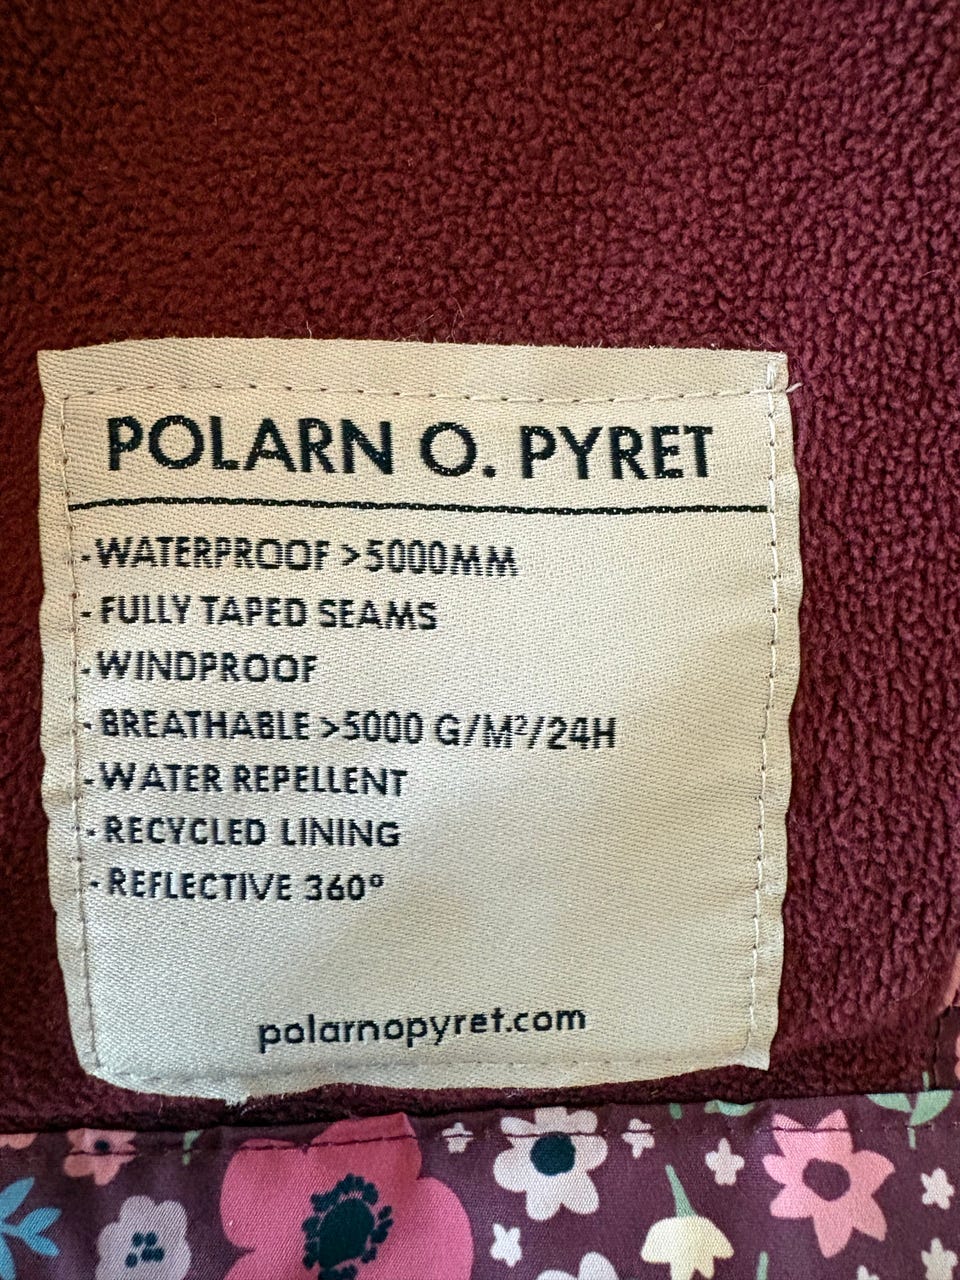 POLARN O. PYRET
-WATERPROOF >5000MM
-FULLY TAPED SEAMS
-WINDPROOF
-BREATHABLE >5000 G/M²/24H
-WATER REPELLENT
-RECYCLED LINING
-REFLECTIVE 360°
polarnopyret.com